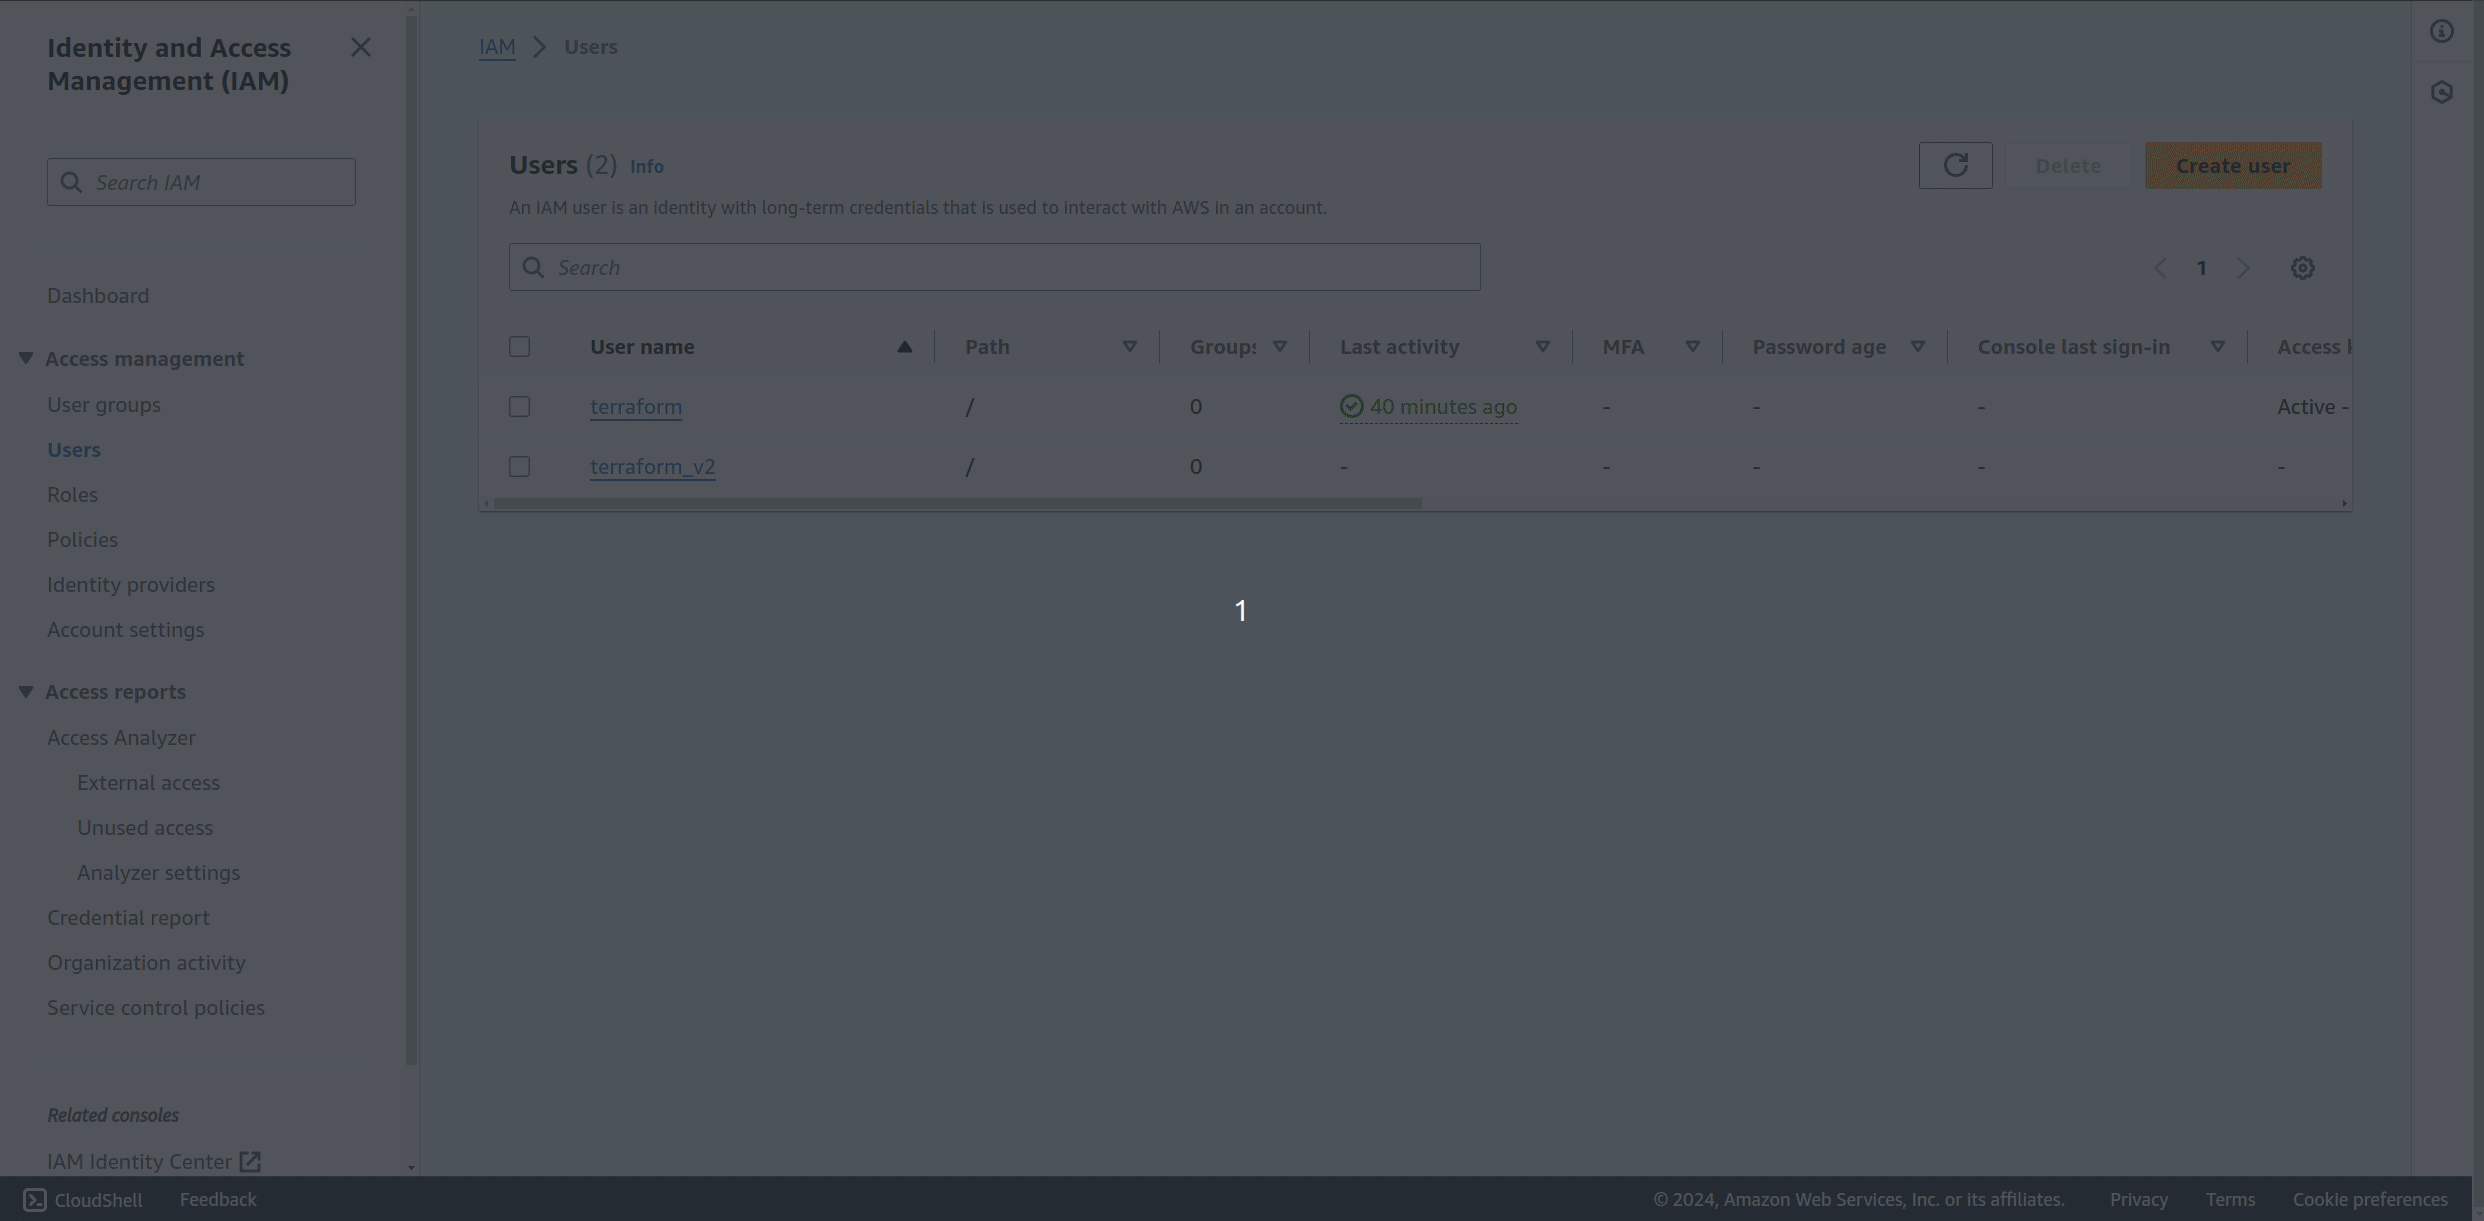 Identity and Access
Management (IAM)
Search IAM
Dashboard
Access management
User groups
Users
Roles
Policies
Identity providers
Account settings
Access reports
Access Analyzer
External access
Unused access
Analyzer settings
Credential report
Organization activity
Service control policies
Related consoles
IAM Identity Center
IAM > Users
Users (2) Info
Delete
Create user
An IAM user is an identity with long-term credentials that is used to interact with AWS in an account.
Search
1
User name Path Groups Last activity MFA Password age Console last sign-in Access
terraform / 0 40 minutes ago - - - Active -
terraform_v2 / 0 - - - - -
1
CloudShell Feedback © 2024, Amazon Web Services, Inc. or its affiliates. Privacy Terms Cookie preferences